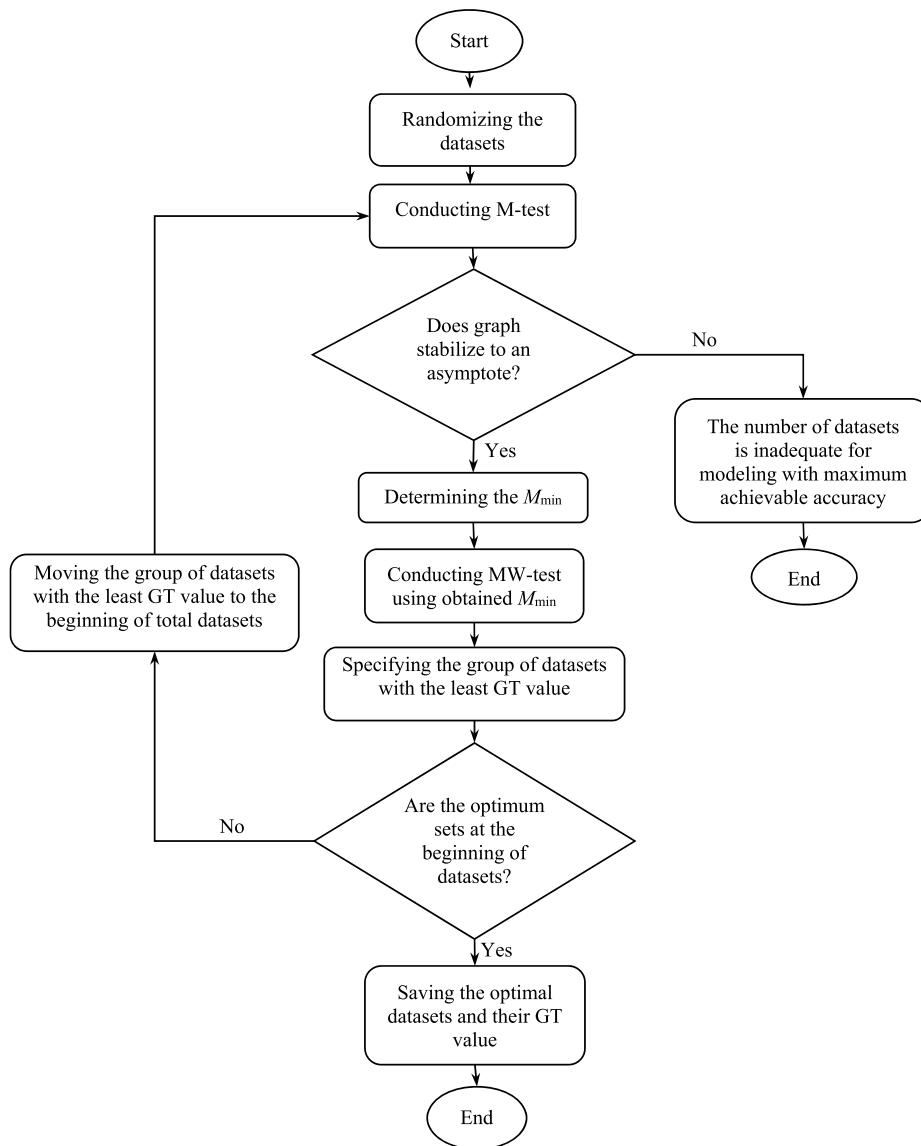 Start
Randomizing the
datasets
Conducting M-test
Does graph
stabilize to an
asymptote?
No
The number of datasets
is inadequate for
modeling with maximum
achievable accuracy
End
Yes
Determining the Mmin
Conducting MW-test
using obtained Mmin
Moving the group of datasets
with the least GT value to the
beginning of total datasets
Specifying the group of datasets
with the least GT value
Are the optimum
sets at the
beginning of
datasets?
No
Yes
Saving the optimal
datasets and their GT
value
End